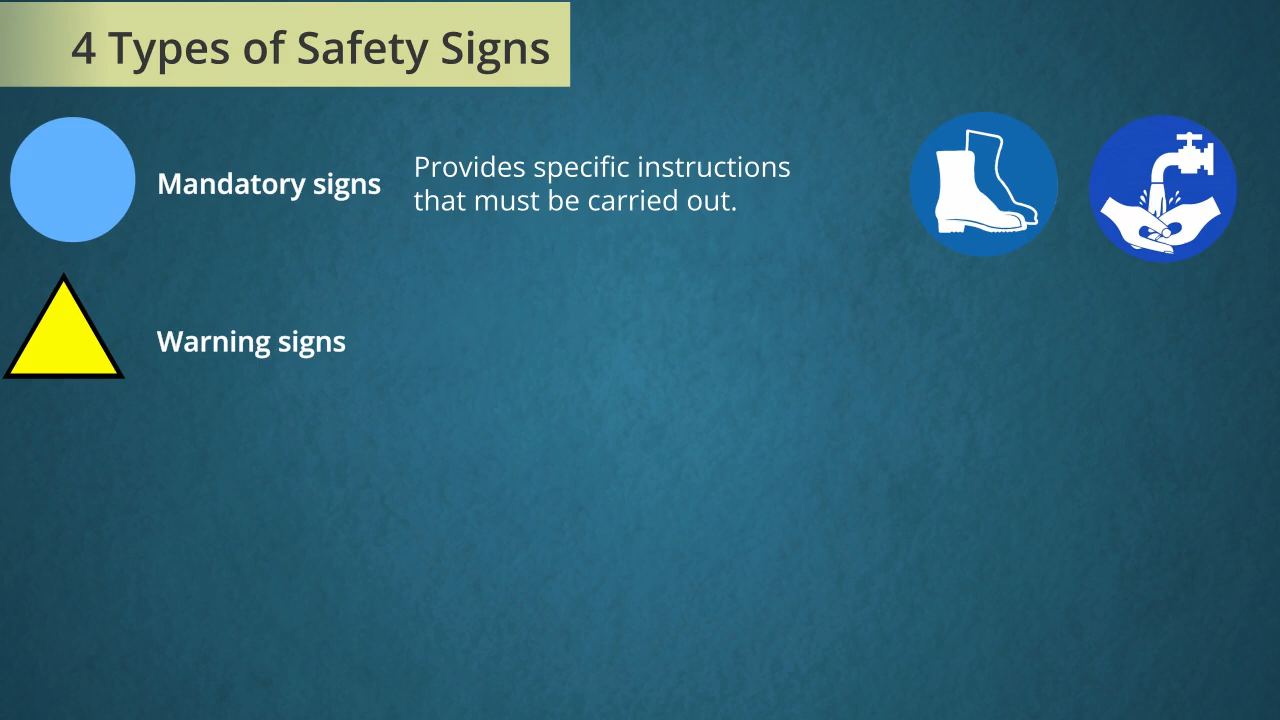 4 Types of Safety Signs
Mandatory signs
Provides specific instructions
that must be carried out.
Warning signs